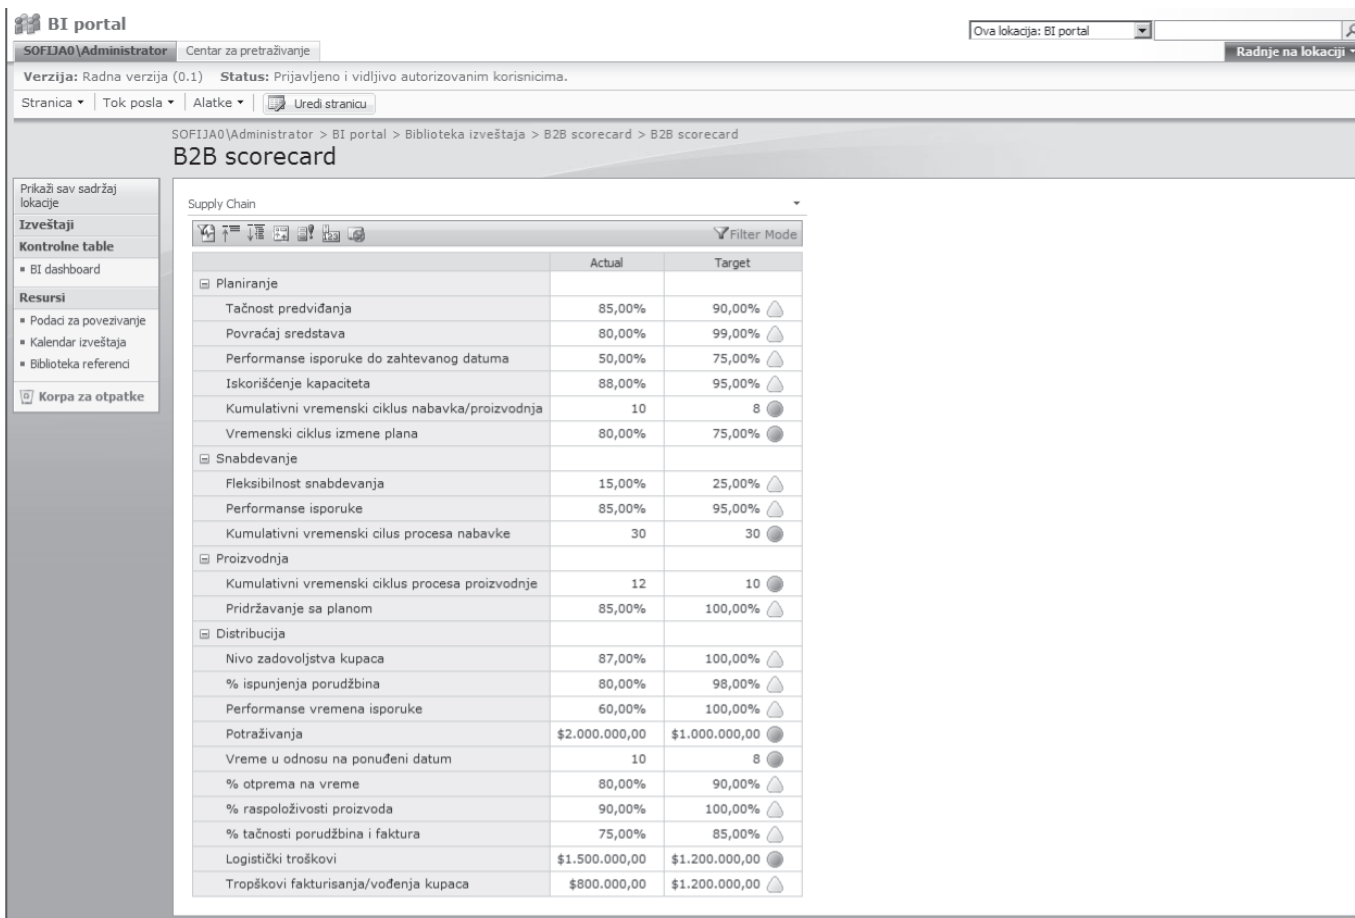 BI portal
Ova lokacija: BI portal
SOFIJA0\Administrator Centar za pretraživanje Radnje na lokaciji
Verzija: Radna verzija (0.1) Status: Prijavljeno i vidljivo autorizovanim korisnicima.
Stranica Tok posla Alatke Uredi stranicu
SOFIJA0\Administrator > BI portal > Biblioteka izveštaja > B2B scorecard > B2B scorecard
B2B scorecard
Prikaži sav sadržaj
lokacije
Izveštaji
Kontrolne table
BI dashboard
Resursi
Podaci za povezivanje
Kalendar izveštaja
Biblioteka referenci
Korpa za otpatke
Supply Chain
Filter Mode
Actual Target
Planiranje
Tačnost predviđanja 85,00% 90,00%
Povraćaj sredstava 80,00% 99,00%
Performanse isporuke do zahtevanog datuma 50,00% 75,00%
Iskorišćenje kapaciteta 88,00% 95,00%
Kumulativni vremenski ciklus nabavka/proizvodnja 10 8
Vremenski ciklus izmene plana 80,00% 75,00%
Snabdevanje
Fleksibilnost snabdevanja 15,00% 25,00%
Performanse isporuke 85,00% 95,00%
Kumulativni vremenski cilus procesa nabavke 30 30
Proizvodnja
Kumulativni vremenski ciklus procesa proizvodnje 12 10
Pridržavanje sa planom 85,00% 100,00%
Distribucija
Nivo zadovoljstva kupaca 87,00% 100,00%
% ispunjenja porudžbina 80,00% 98,00%
Performanse vremena isporuke 60,00% 100,00%
Potraživanja $2.000.000,00 $1.000.000,00
Vreme u odnosu na ponuđeni datum 10 8
% otprema na vreme 80,00% 90,00%
% raspoloživosti proizvoda 90,00% 100,00%
% tačnosti porudžbina i faktura 75,00% 85,00%
Logistički troškovi $1.500.000,00 $1.200.000,00
Tropškovi fakturisanja/vođenja kupaca $800.000,00 $1.200.000,00